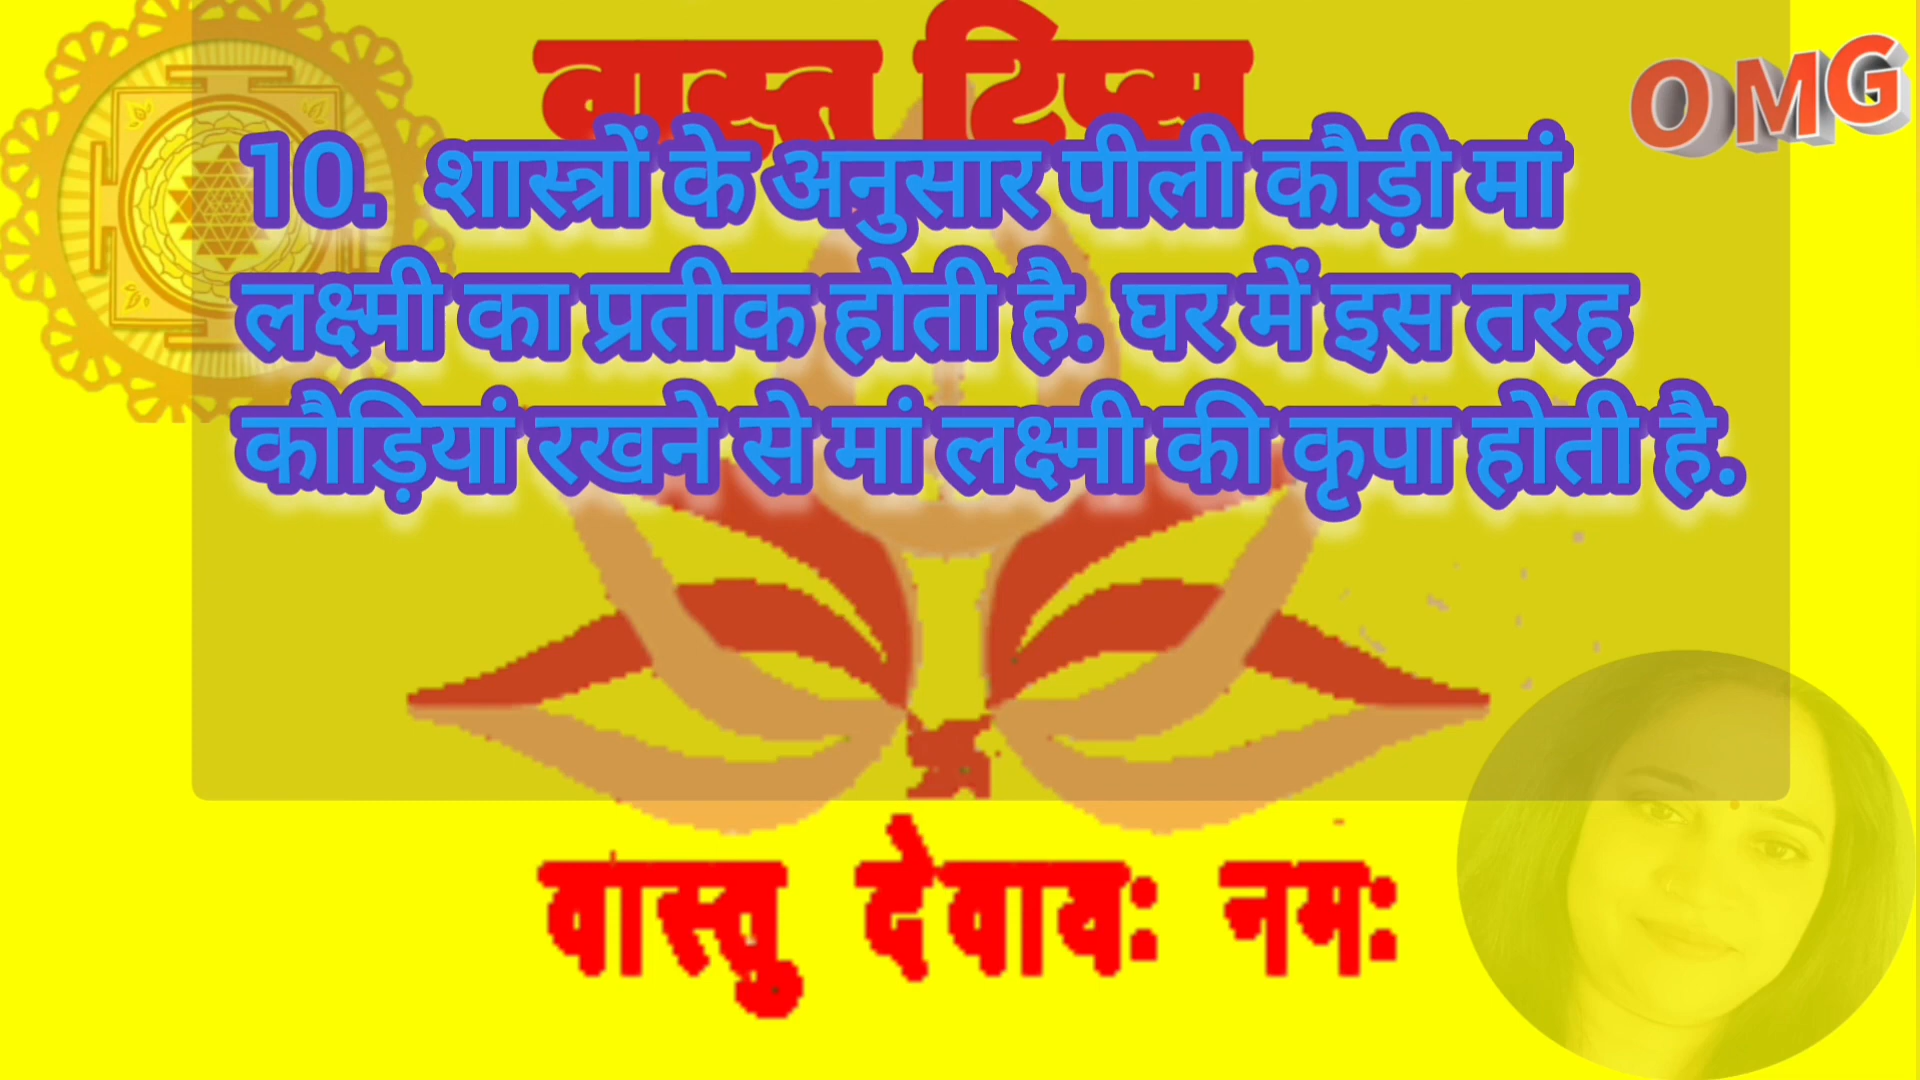 वास्तु टिप्स
OMG
10. शास्त्रों के अनुसार पीली कौड़ी मां
लक्ष्मी का प्रतीक होती है. घर में इस तरह
कौड़ियां रखने से मां लक्ष्मी की कृपा होती है.
वास्तु देवायः नमः